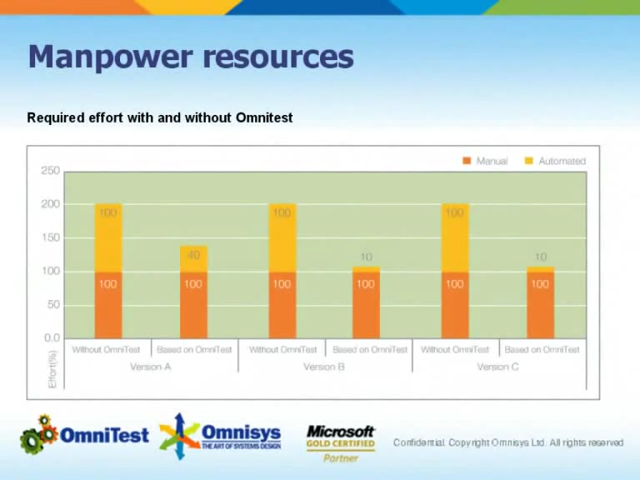 Manpower resources
Required effort with and without Omnitest
Manual Automated
250
200
150
100
50
0.0
Effort(%)
100 100 100
40 10 10
100 100 100 100 100 100
Without OmniTest Based on OmniTest Without OmniTest Based on OmniTest Without OmniTest Based on OmniTest
Version A Version B Version C
OmniTest
Omnisys
THE ART OF SYSTEMS DESIGN
Microsoft
GOLD CERTIFIED
Partner
Confidential. Copyright Omnisys Ltd. All rights reserved